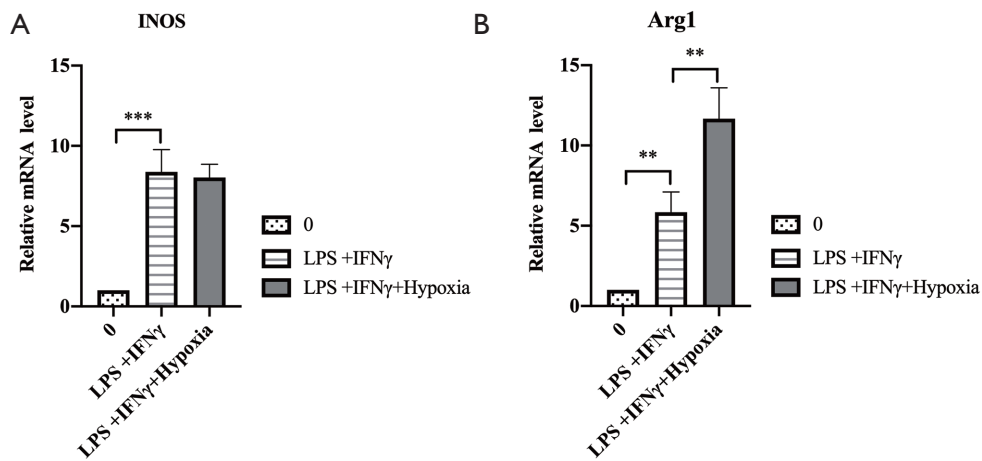 A
INOS
Relative mRNA level
15
10
5
0
***
0
LPS +IFNγ
LPS +IFNγ+Hypoxia
0
LPS +IFNγ
LPS +IFNγ+Hypoxia
B
Arg1
Relative mRNA level
15
10
5
0
**
**
0
LPS +IFNγ
LPS +IFNγ+Hypoxia
0
LPS +IFNγ
LPS +IFNγ+Hypoxia